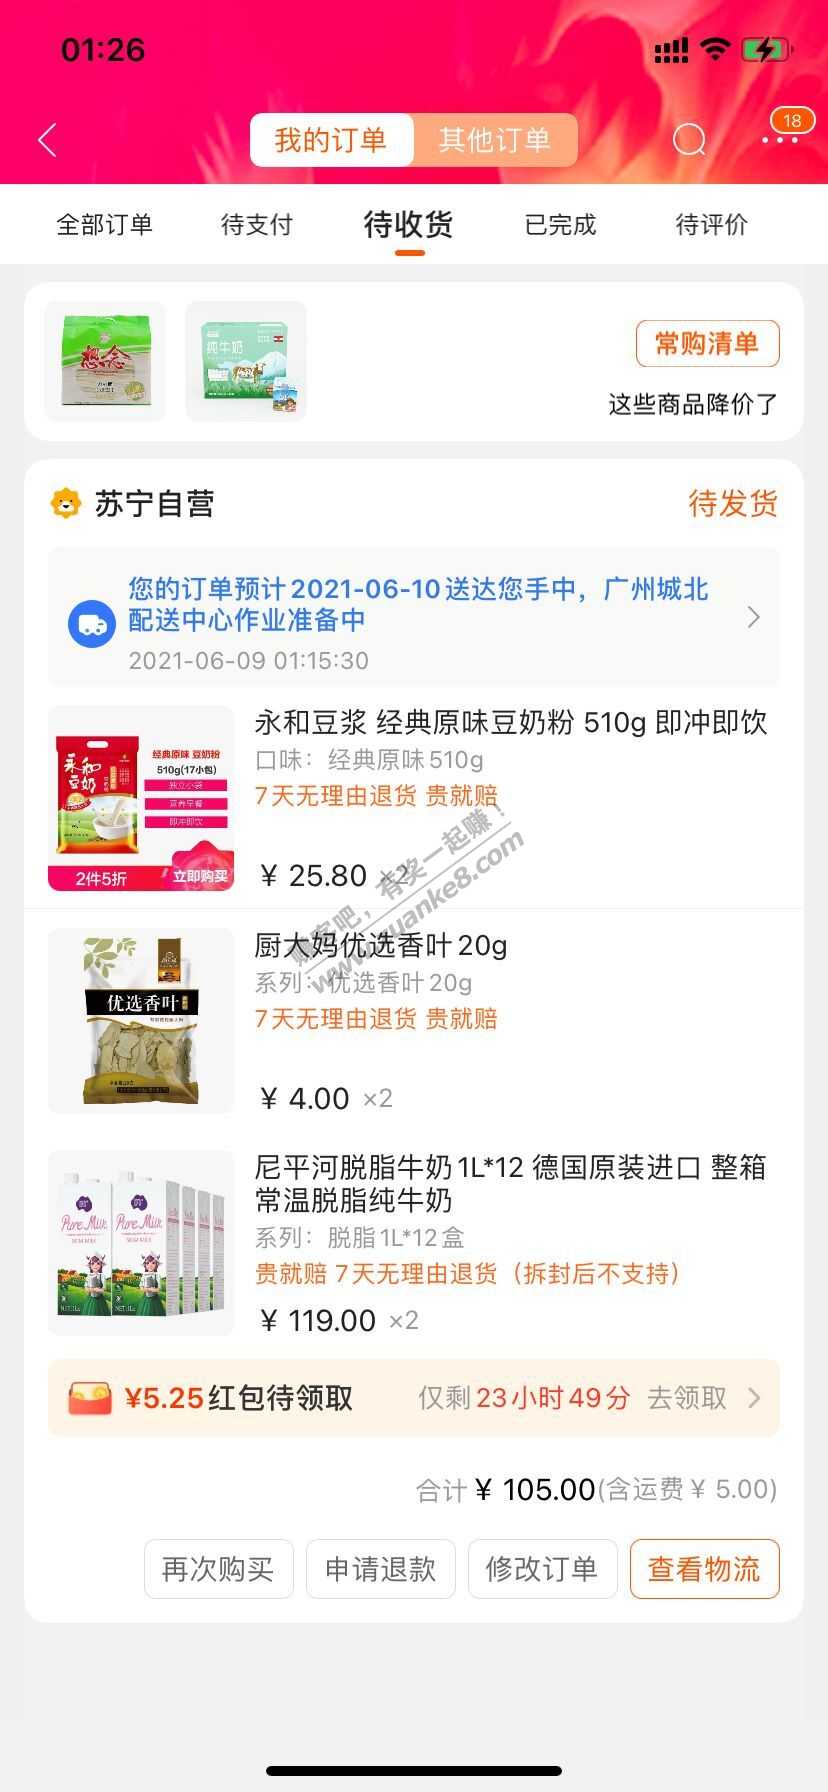 01:26
我的订单 其他订单
18
全部订单 待支付 待收货 已完成 待评价
想念
纯牛奶
常购清单
这些商品降价了
苏宁自营 待发货
您的订单预计2021-06-10送达您手中，广州城北
配送中心作业准备中
2021-06-09 01:15:30
永和豆浆 经典原味豆奶粉 510g 即冲即饮
口味：经典原味510g
7天无理由退货 贵就赔
¥ 25.80 ×2
永和
豆奶
经典原味 豆奶粉
510g(17小包)
独立小袋
营养早餐
即冲即饮
2件5折 立即购买
赚客吧，有奖一起赚！
www.zuanke8.com
厨大妈优选香叶20g
系列：优选香叶20g
7天无理由退货 贵就赔
¥ 4.00 ×2
优选香叶
尼平河脱脂牛奶1L*12 德国原装进口 整箱
常温脱脂纯牛奶
系列：脱脂1L*12盒
贵就赔 7天无理由退货（拆封后不支持）
¥ 119.00 ×2
Pure Milk Pure Milk
¥5.25红包待领取 仅剩23小时49分 去领取
合计¥ 105.00(含运费¥ 5.00)
再次购买 申请退款 修改订单 查看物流